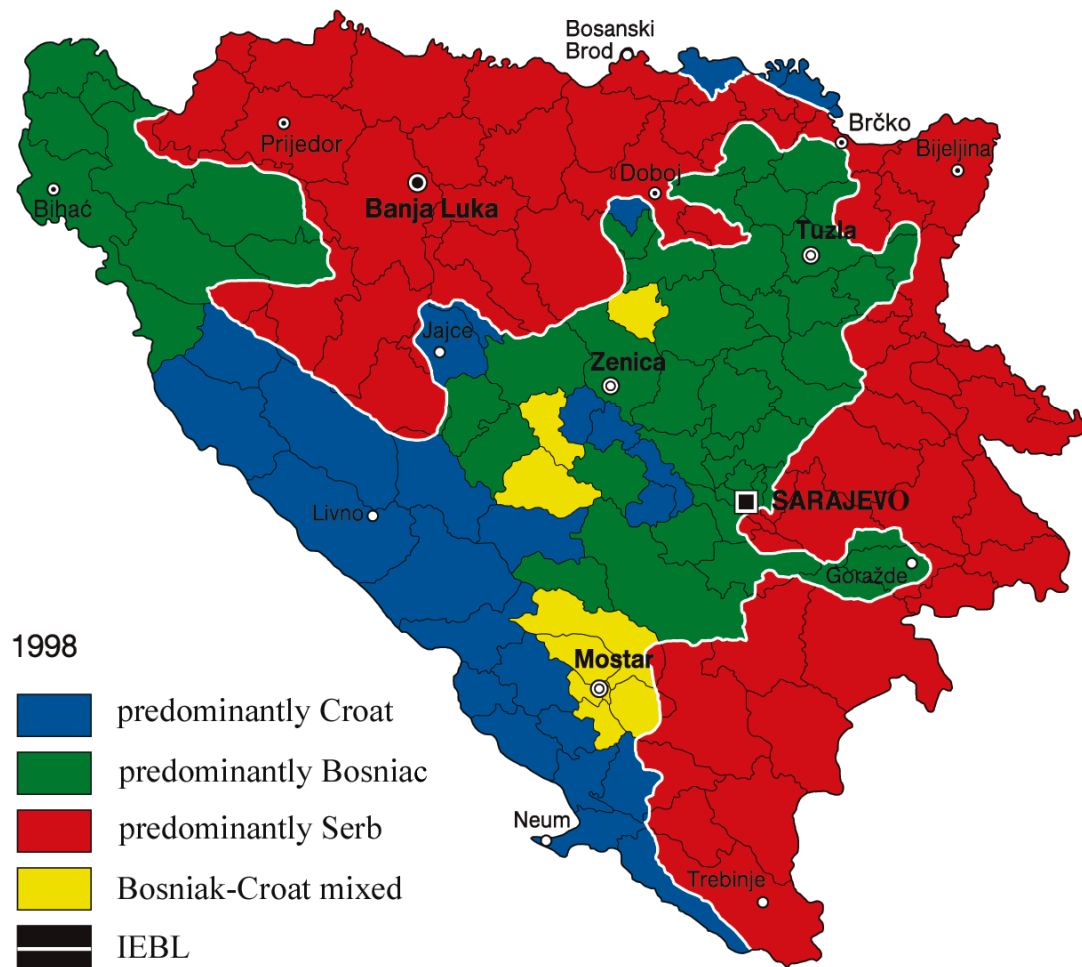 Bosanski
Brod
Brčko
Prijedor
Bijeljina
Doboj
Bihać
Banja Luka
Tuzla
Jajce
Zenica
SARAJEVO
Livno
Goražde
1998
Mostar
predominantly Croat
predominantly Bosniac
Neum
predominantly Serb
Trebinje
Bosniak-Croat mixed
IEBL